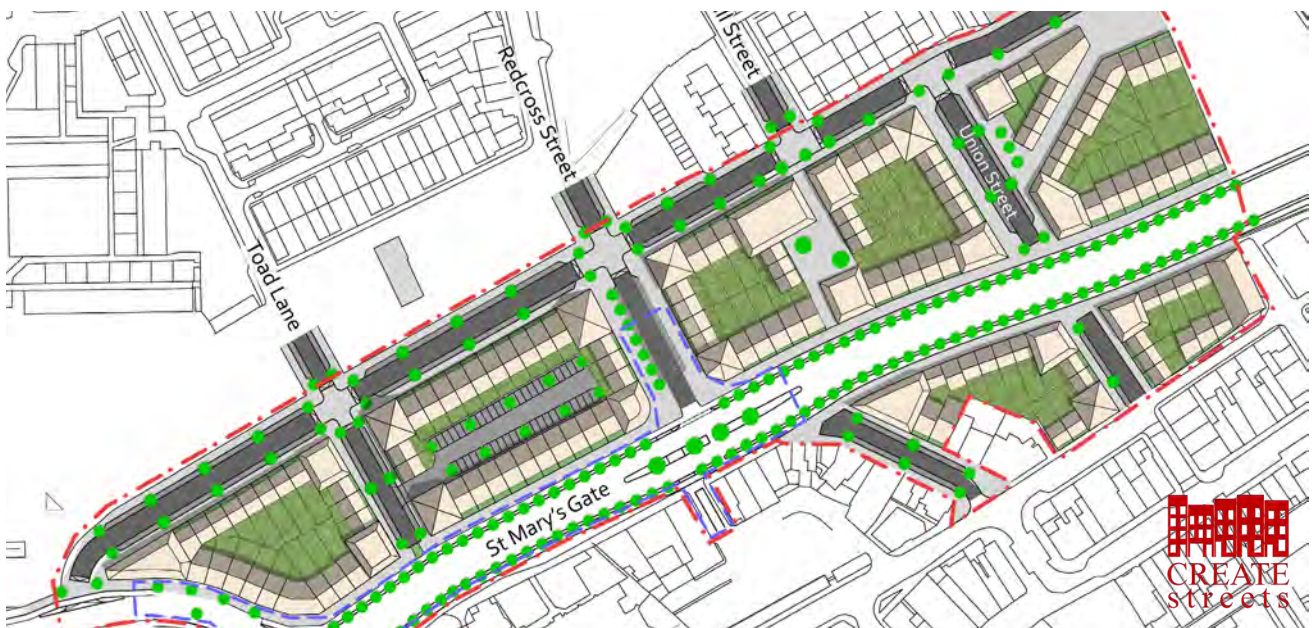 Redcross Street
Street
Toad Lane
Union Street
St Mary's Gate
CREATE
streets